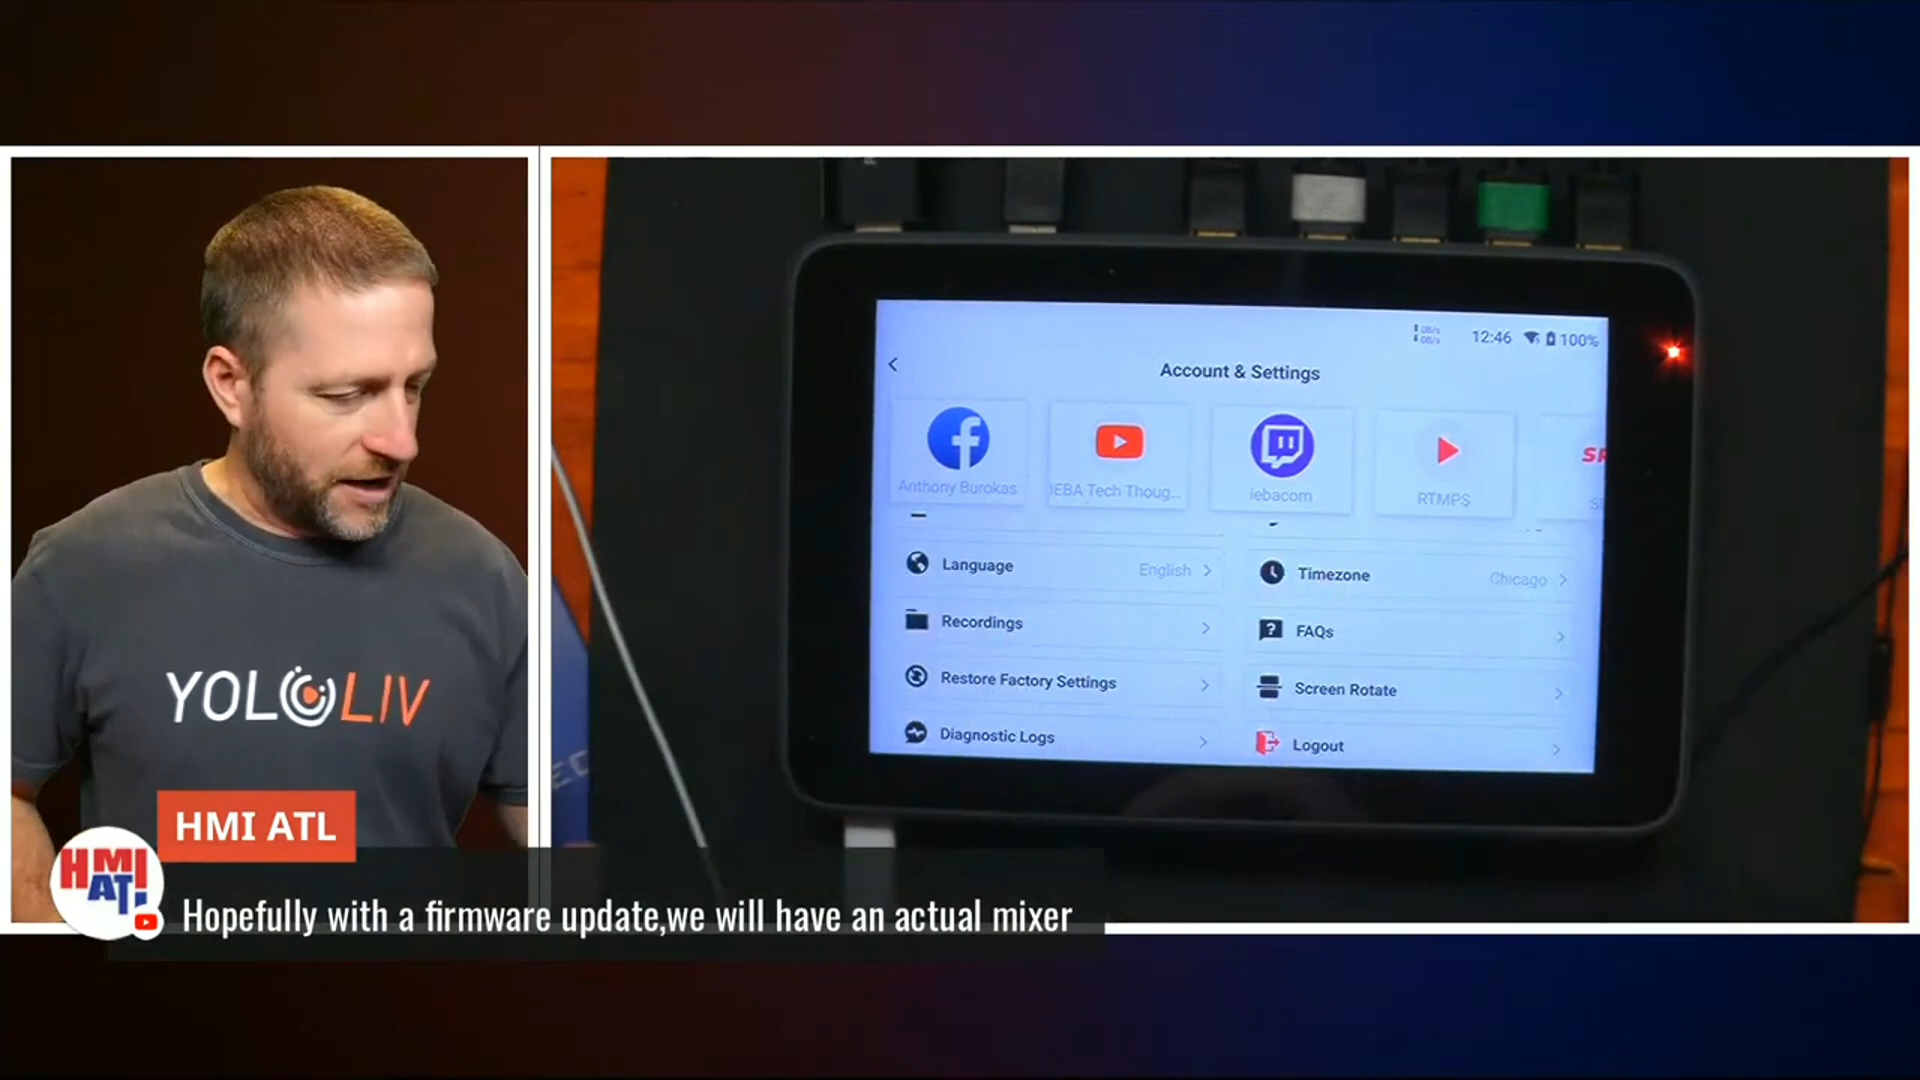 12:46
100%
Account & Settings
Anthony Burokas
IEBA Tech Thoug...
iebacom
RTMPS
Language
English
Timezone
Chicago
Recordings
FAQs
Restore Factory Settings
Screen Rotate
Diagnostic Logs
Logout
YOLOLIV
HMI ATL
HMI
ATL
Hopefully with a firmware update,we will have an actual mixer